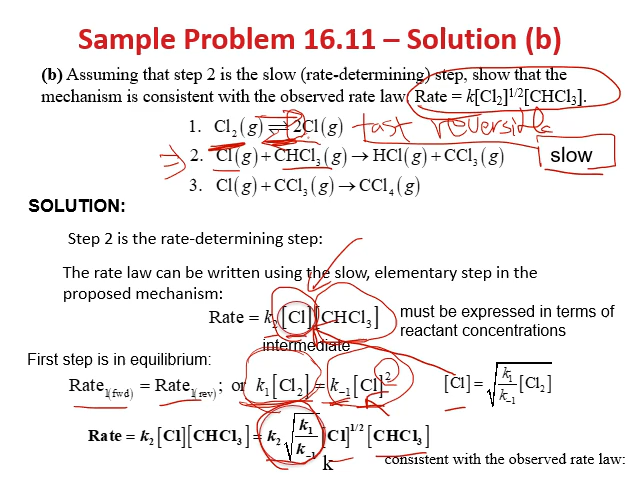 Sample Problem 16.11 – Solution (b)
(b) Assuming that step 2 is the slow (rate-determining) step, show that the
mechanism is consistent with the observed rate law: Rate = k[Cl₂]^1/2[CHCl₃].
1. Cl₂(g) ⇌ 2Cl(g) fast reversible
2. Cl(g) + CHCl₃(g) → HCl(g) + CCl₃(g) slow
3. Cl(g) + CCl₃(g) → CCl₄(g)
SOLUTION:
Step 2 is the rate-determining step:
The rate law can be written using the slow, elementary step in the
proposed mechanism:
Rate = k₂[Cl][CHCl₃] must be expressed in terms of
reactant concentrations
intermediate
First step is in equilibrium:
Rate₁(fwd) = Rate₁(rev); or k₁[Cl₂] = k₋₁[Cl]² [Cl] = √(k₁/k₋₁ [Cl₂])
Rate = k₂[Cl][CHCl₃] = k₂√(k₁/k₋₁)[Cl]^1/2[CHCl₃]
k
consistent with the observed rate law: